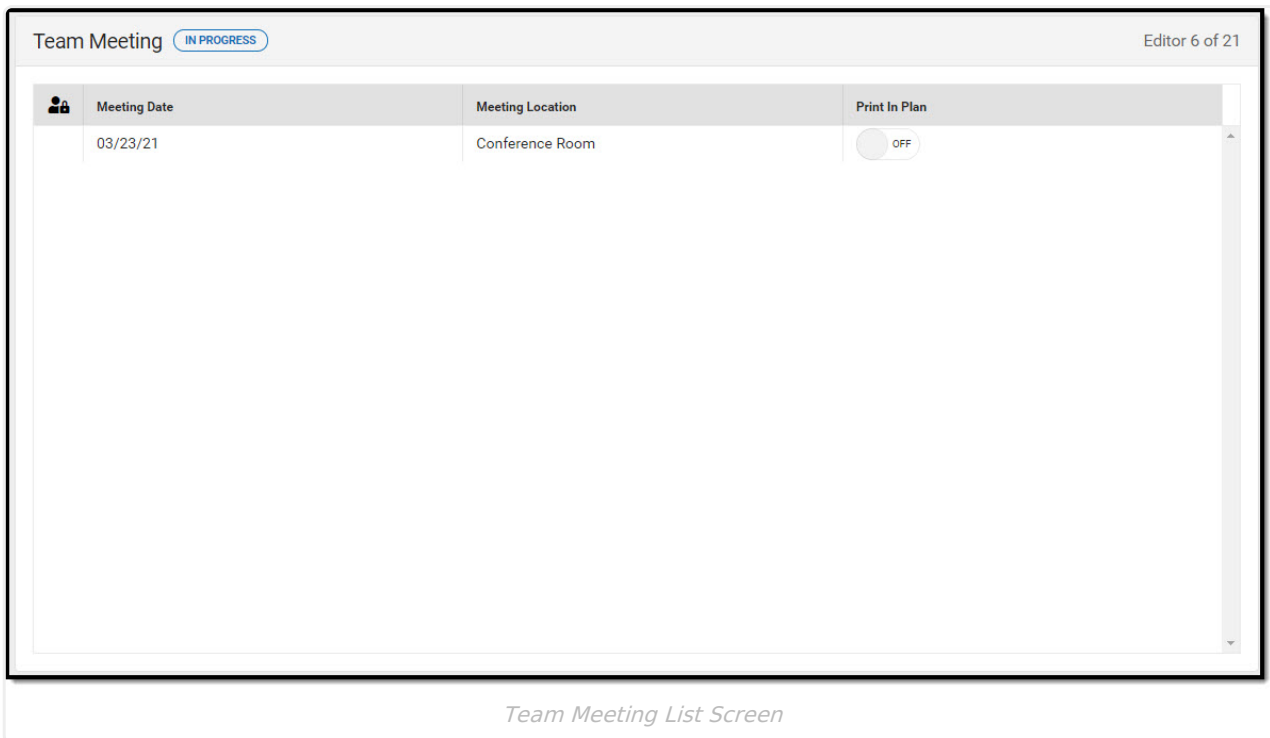 Team Meeting IN PROGRESS Editor 6 of 21
Meeting Date Meeting Location Print In Plan
03/23/21 Conference Room OFF
Team Meeting List Screen